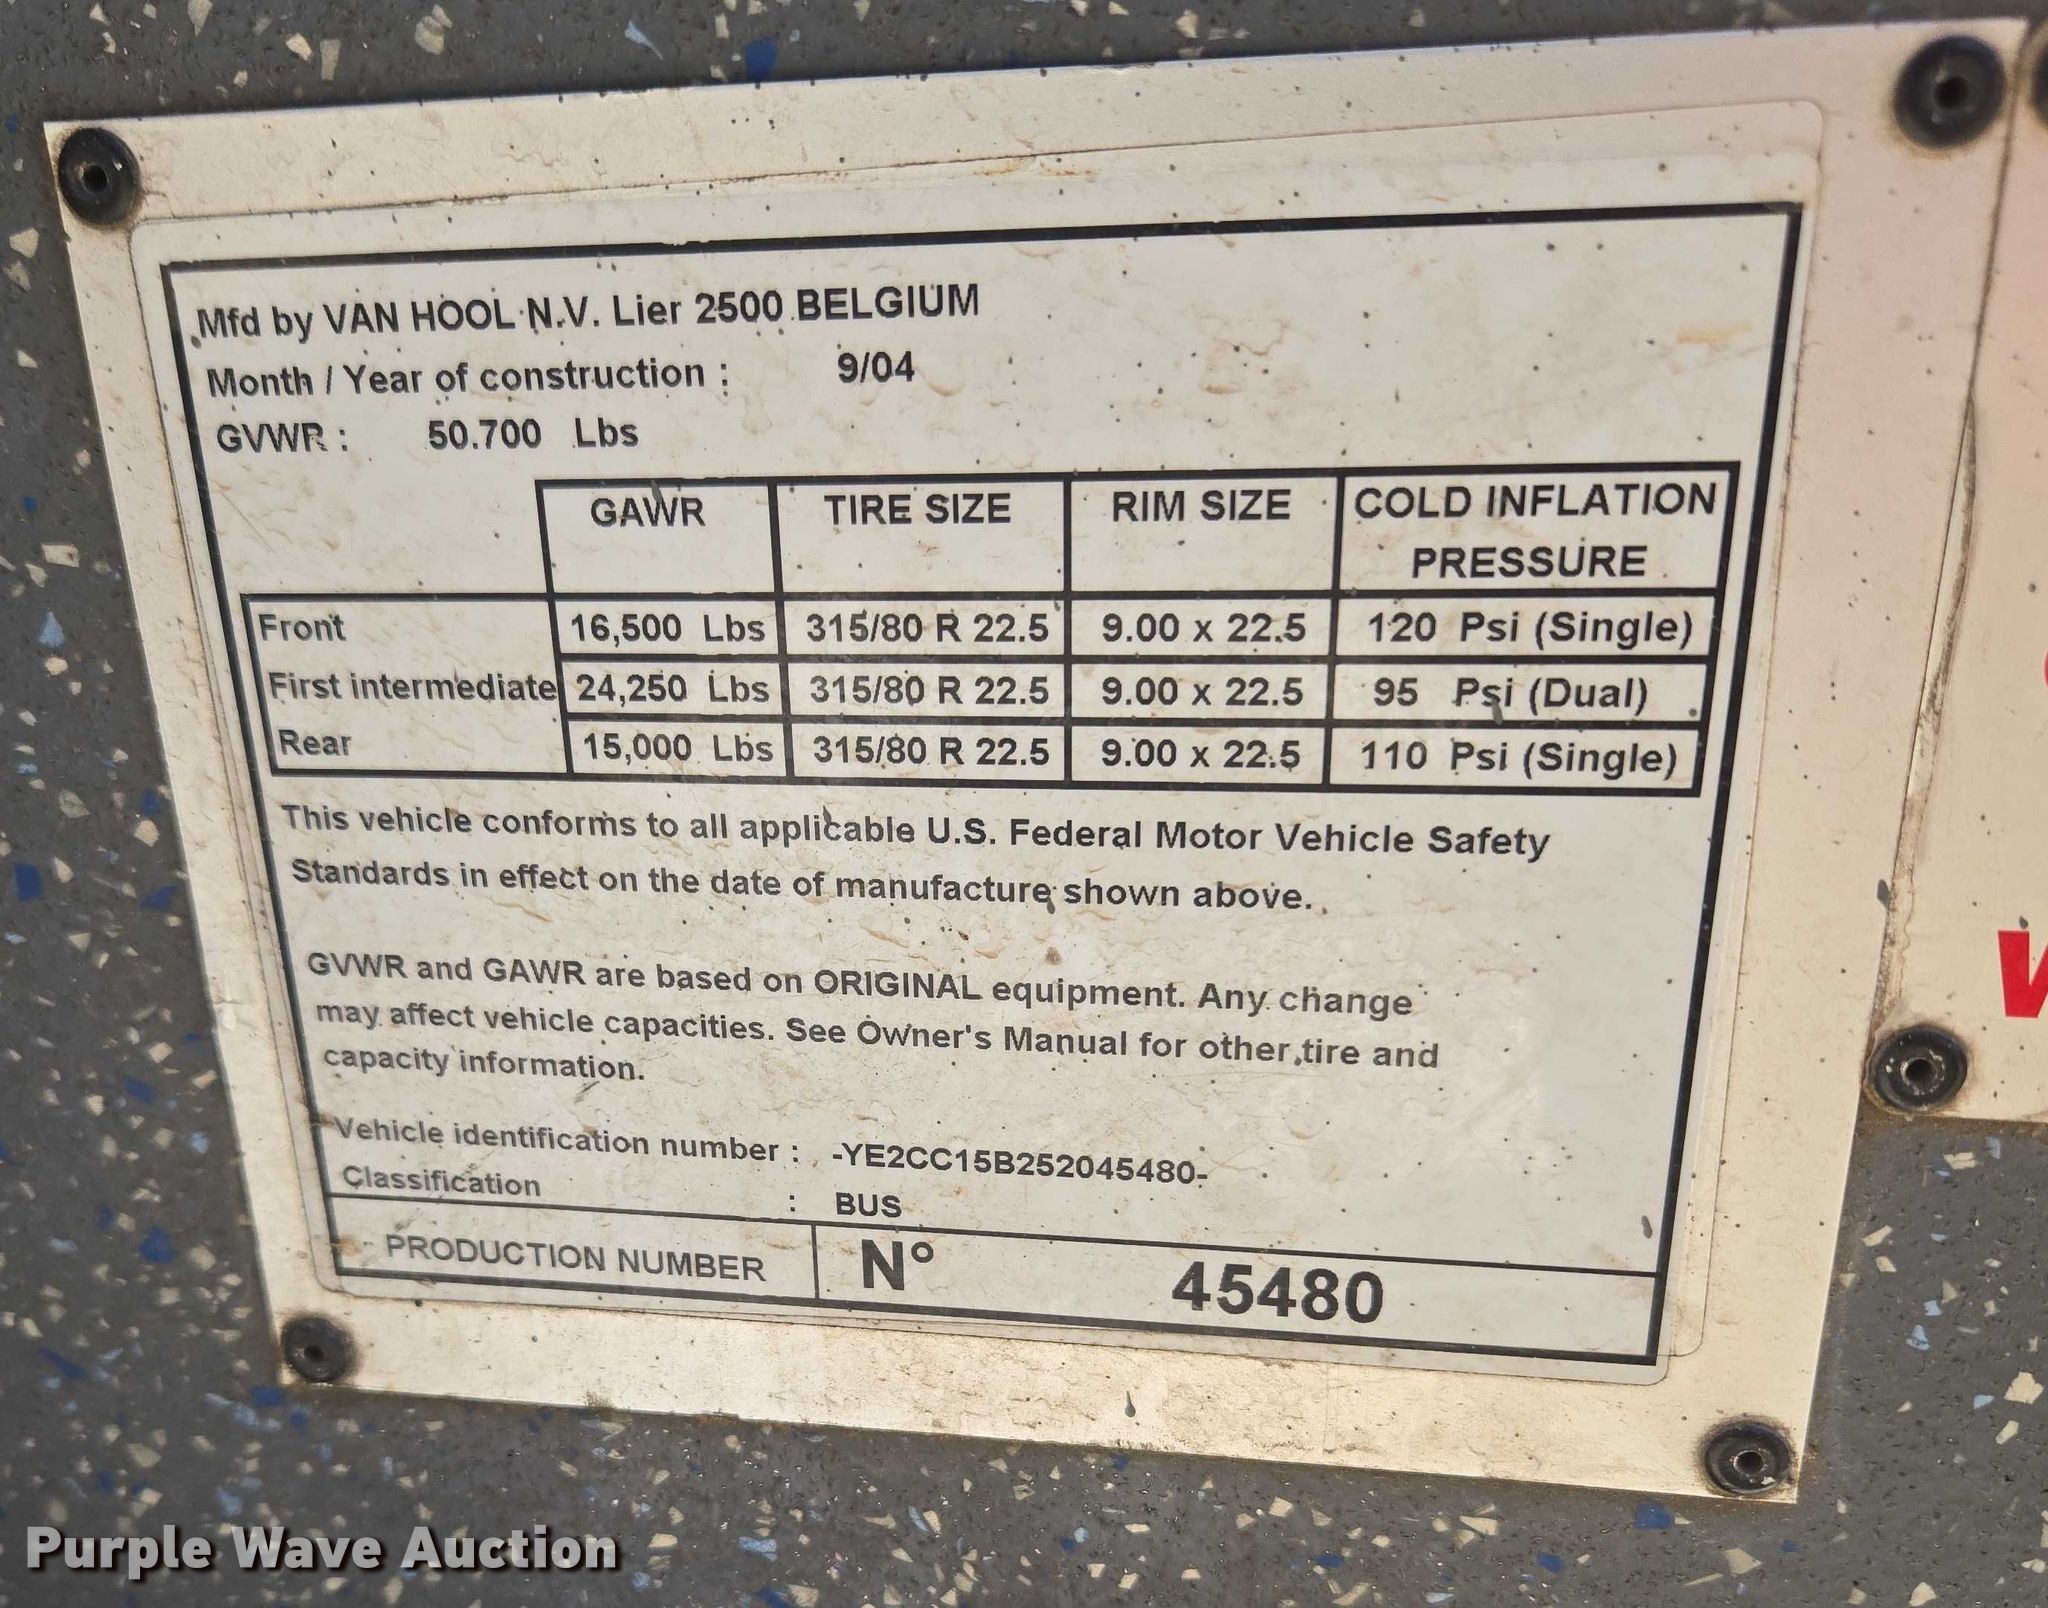 Mfd by VAN HOOL N.V. Lier 2500 BELGIUM
Month / Year of construction : 9/04
GVWR : 50.700 Lbs
GAWR TIRE SIZE RIM SIZE COLD INFLATION PRESSURE
Front 16,500 Lbs 315/80 R 22.5 9.00 x 22.5 120 Psi (Single)
First intermediate 24,250 Lbs 315/80 R 22.5 9.00 x 22.5 95 Psi (Dual)
Rear 15,000 Lbs 315/80 R 22.5 9.00 x 22.5 110 Psi (Single)
This vehicle conforms to all applicable U.S. Federal Motor Vehicle Safety
Standards in effect on the date of manufacture shown above.
GVWR and GAWR are based on ORIGINAL equipment. Any change
may affect vehicle capacities. See Owner's Manual for other tire and
capacity information.
Vehicle identification number : -YE2CC15B252045480-
Classification : BUS
PRODUCTION NUMBER N° 45480
Purple Wave Auction